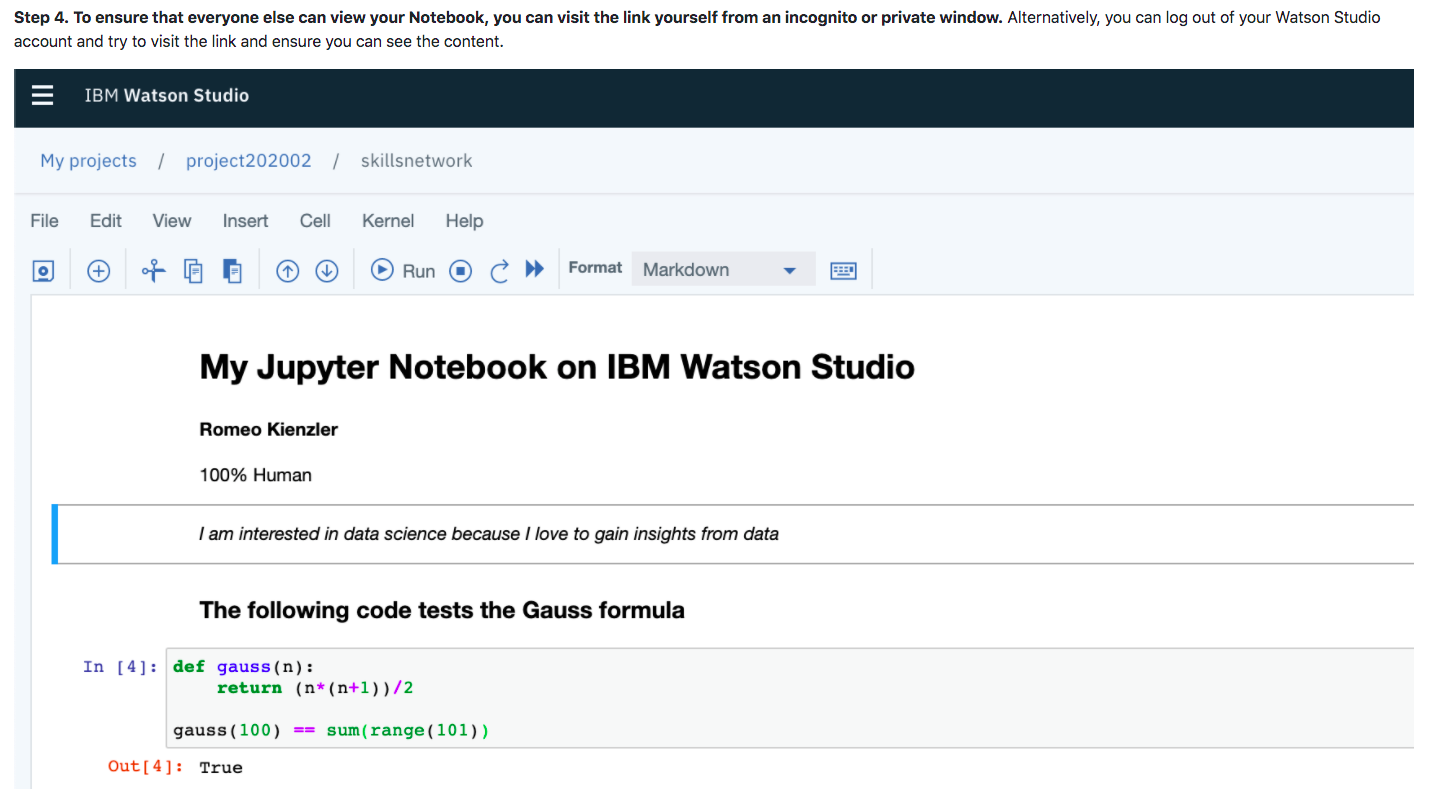 Step 4. To ensure that everyone else can view your Notebook, you can visit the link yourself from an incognito or private window. Alternatively, you can log out of your Watson Studio
account and try to visit the link and ensure you can see the content.
IBM Watson Studio
My projects / project202002 / skillsnetwork
File Edit View Insert Cell Kernel Help
Run Format Markdown
My Jupyter Notebook on IBM Watson Studio
Romeo Kienzler
100% Human
I am interested in data science because I love to gain insights from data
The following code tests the Gauss formula
In [4]: def gauss(n):
    return (n*(n+1))/2
gauss(100) == sum(range(101))
Out[4]: True